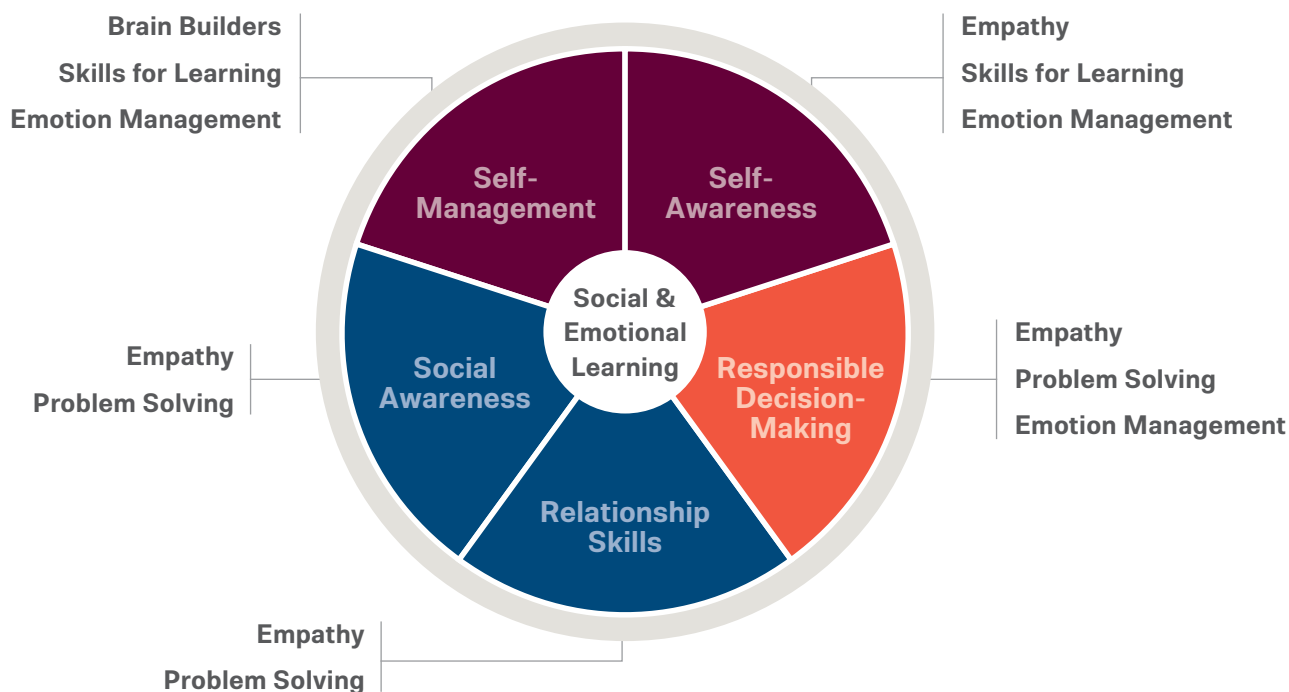 Brain Builders
Skills for Learning
Emotion Management
Empathy
Skills for Learning
Emotion Management
Self-
Management
Self-
Awareness
Social &
Emotional
Learning
Empathy
Problem Solving
Social
Awareness
Responsible
Decision-
Making
Empathy
Problem Solving
Emotion Management
Relationship
Skills
Empathy
Problem Solving